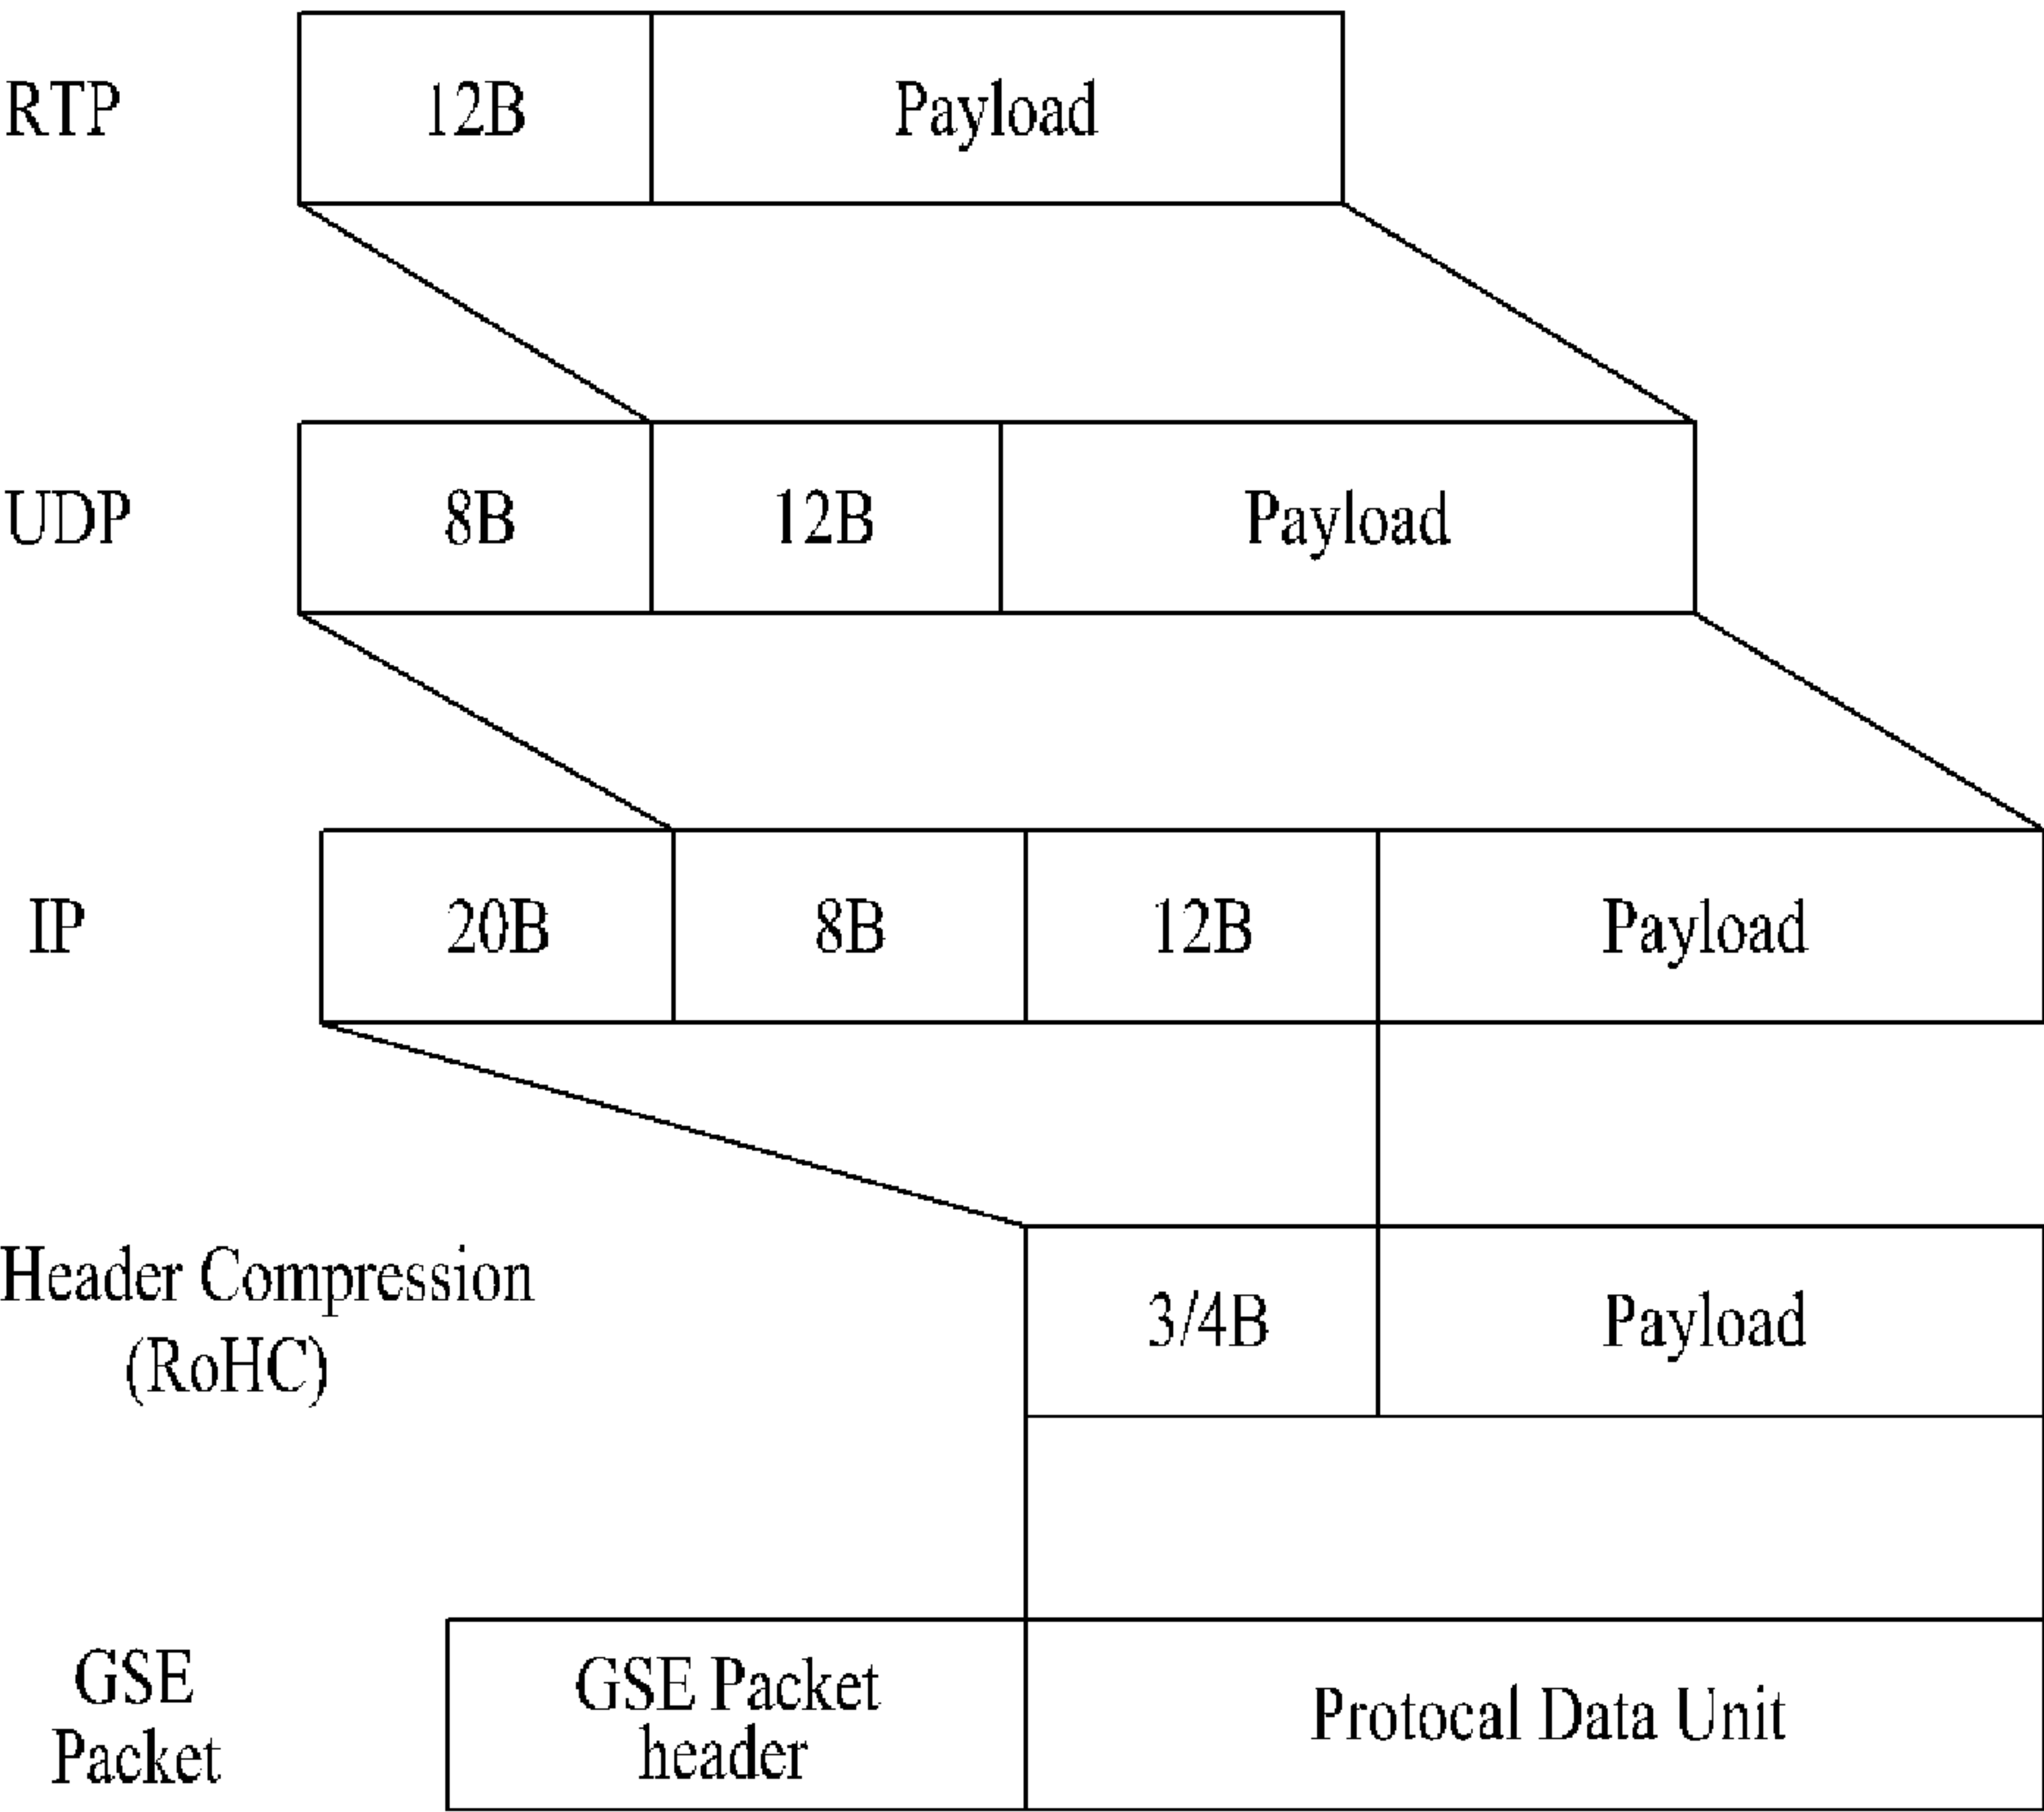 RTP
12B
Payload
UDP
8B
12B
Payload
IP
20B
8B
12B
Payload
Header Compression
(RoHC)
3/4B
Payload
GSE
Packet
GSE Packet
header
Protocal Data Unit